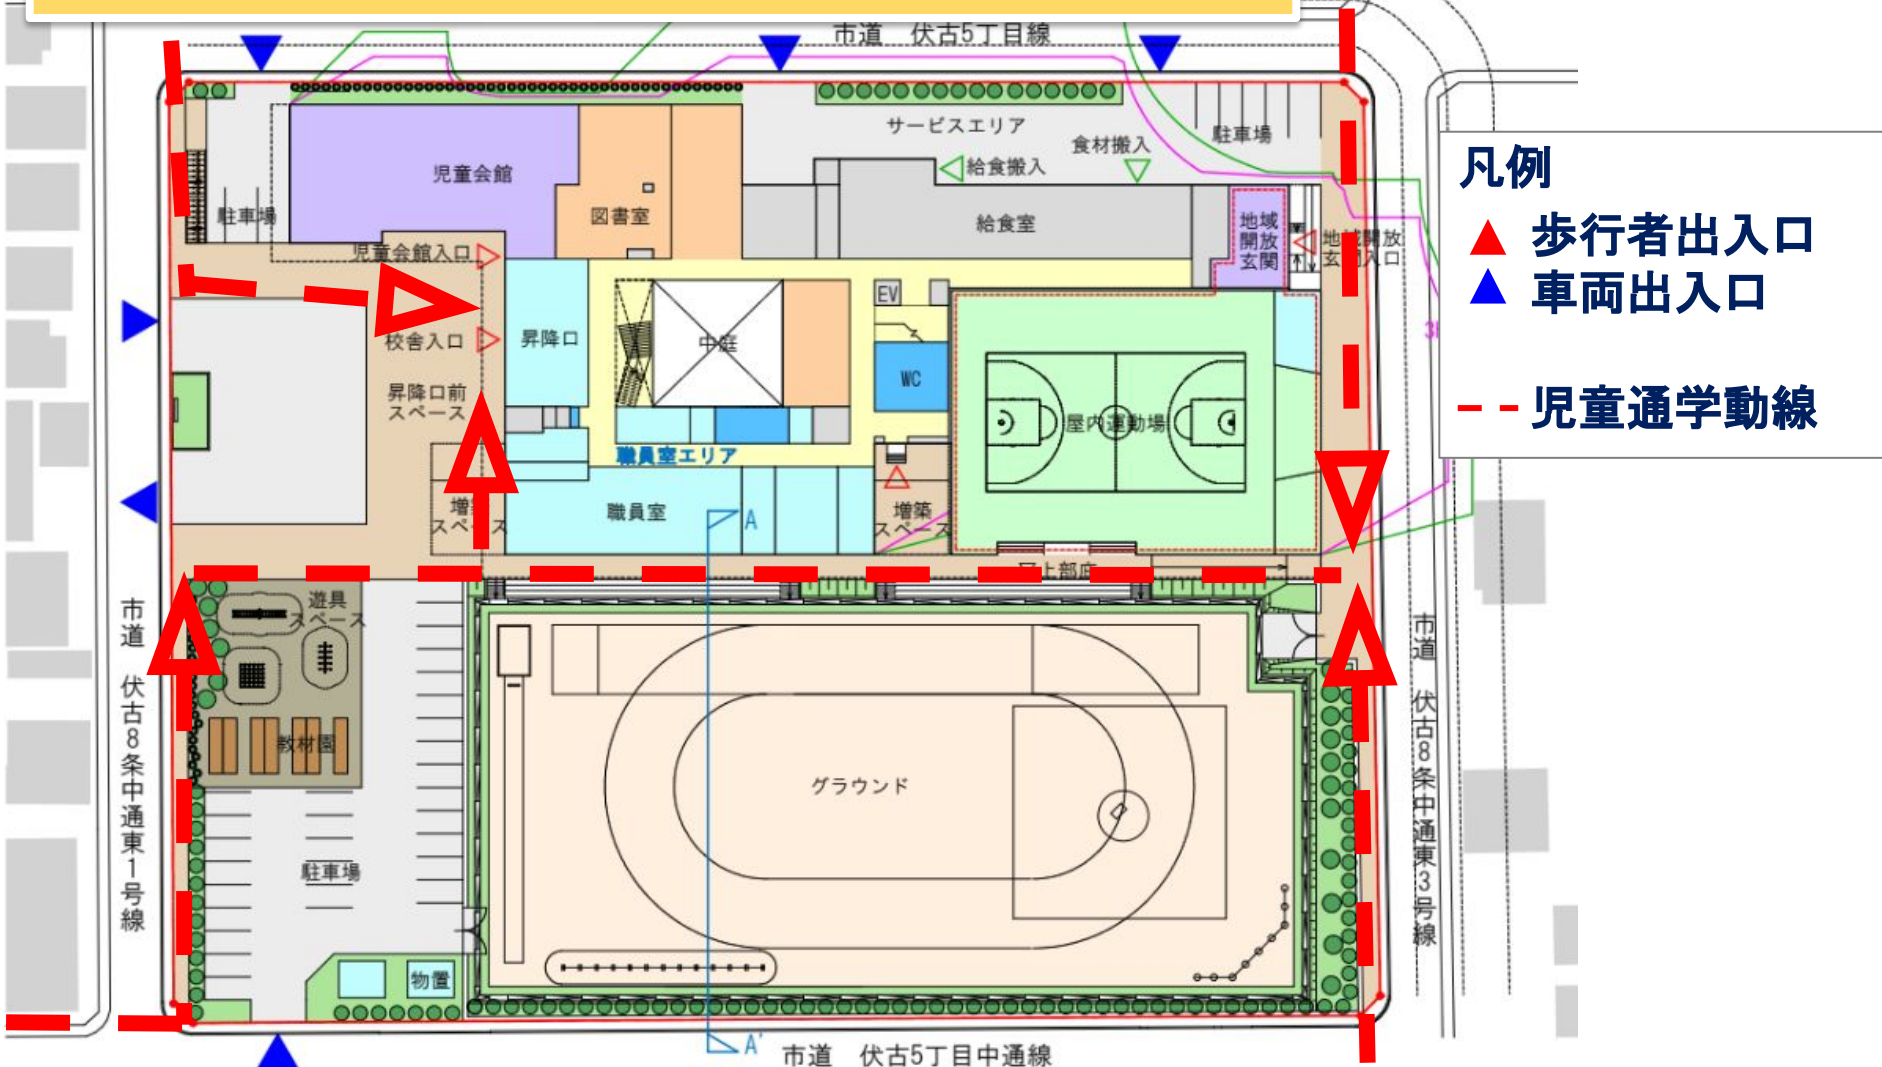 市道 伏古5丁目線
サービスエリア
食材搬入
駐車場
給食搬入
児童会館
図書室
給食室
駐車場
地域
開放
玄関
地域開放
玄関入口
児童会館入口
校舎入口
昇降口
昇降口前
スペース
中庭
EV
WC
屋内運動場
職員室エリア
職員室
増築
スペース
増築
スペース
A
上部庇
遊具
スペース
教材園
駐車場
物置
グラウンド
A'
市道 伏古8条中通東1号線
市道 伏古8条中通東3号線
市道 伏古5丁目中通線
凡例
歩行者出入口
車両出入口
児童通学動線